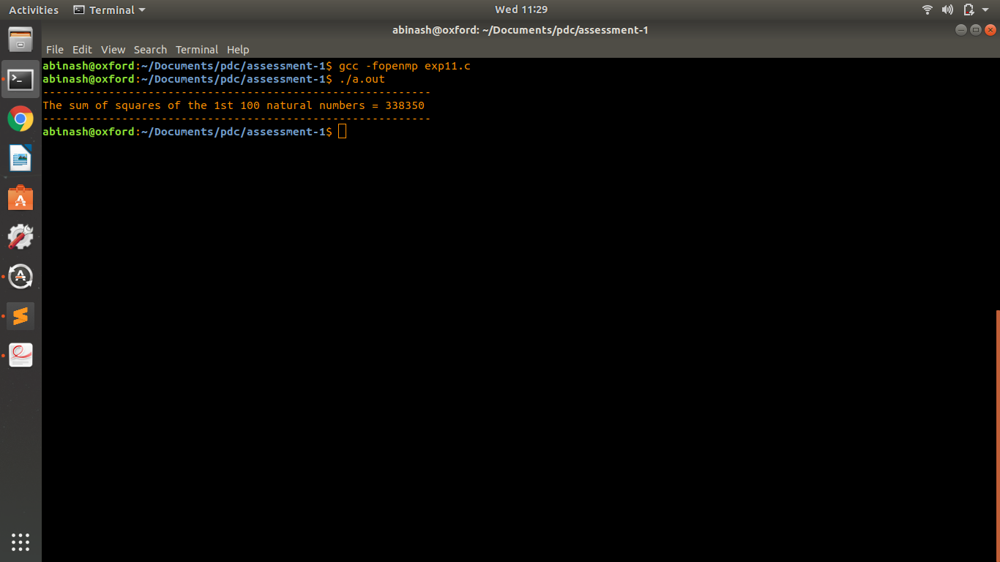 Activities Terminal Wed 11:29
abinash@oxford: ~/Documents/pdc/assessment-1
File Edit View Search Terminal Help
abinash@oxford:~/Documents/pdc/assessment-1$ gcc -fopenmp exp11.c
abinash@oxford:~/Documents/pdc/assessment-1$ ./a.out
-----------------------------------------------------------
The sum of squares of the 1st 100 natural numbers = 338350
-----------------------------------------------------------
abinash@oxford:~/Documents/pdc/assessment-1$